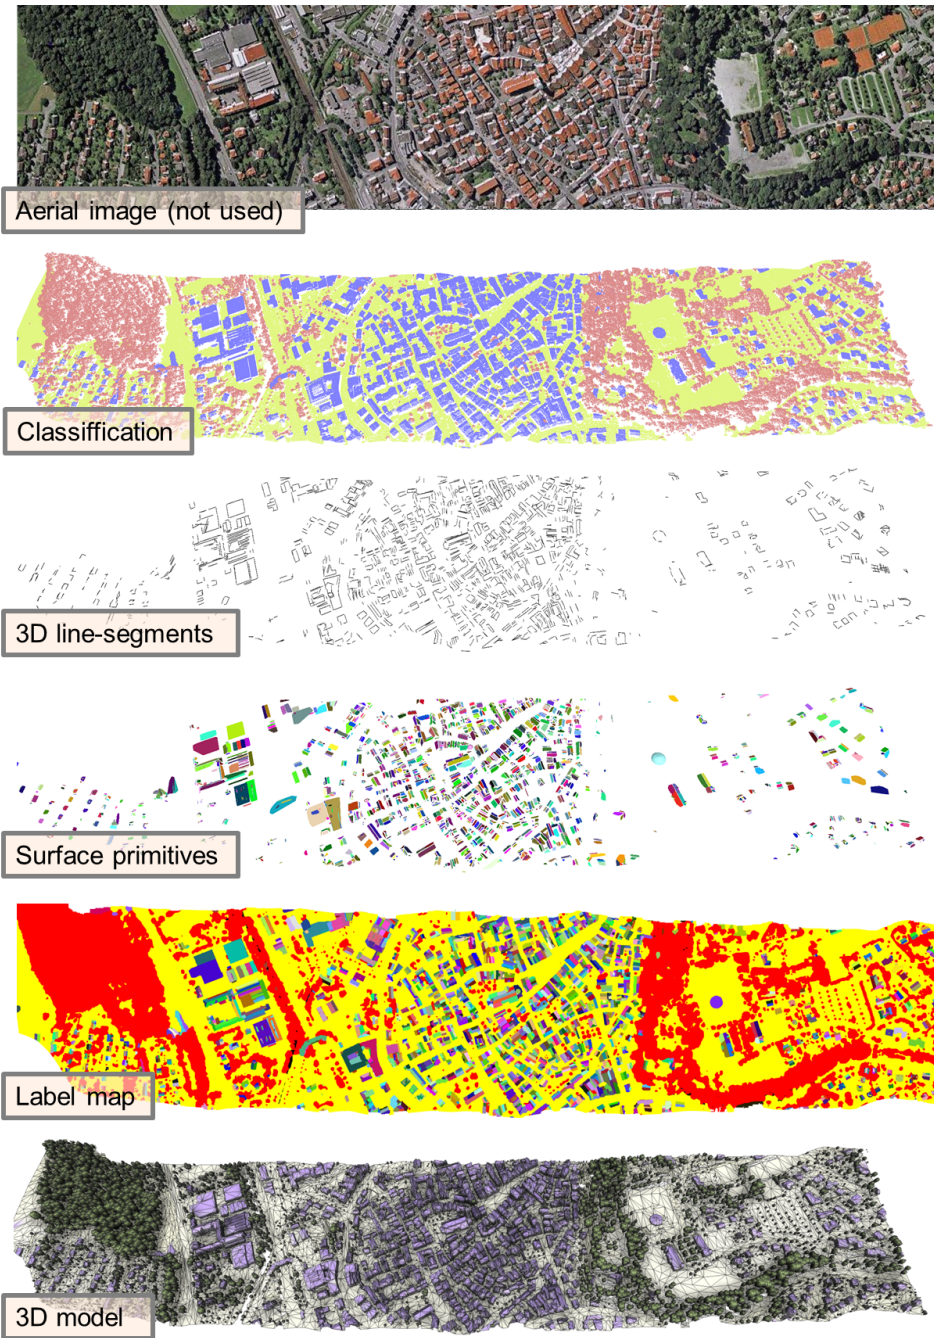 Aerial image (not used)
Classiffication
3D line-segments
Surface primitives
Label map
3D model